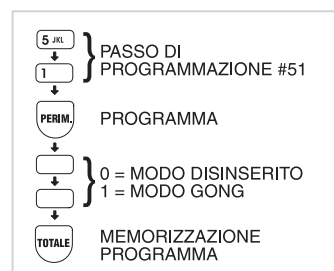 5 JKL
PASSO DI
1
PROGRAMMAZIONE #51
PERIM.
PROGRAMMA
0 = MODO DISINSERITO
1 = MODO GONG
TOTALE
MEMORIZZAZIONE
PROGRAMMA